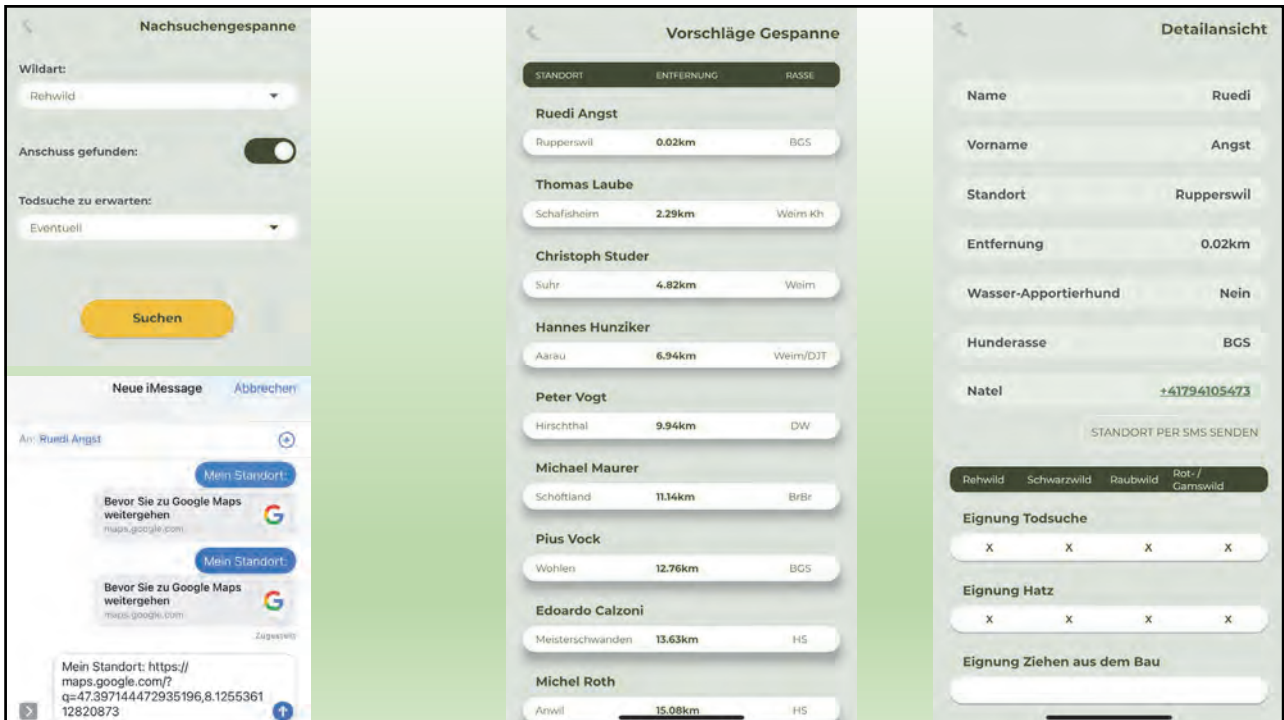 Nachsuchengespanne
Wildart:
Rehwild
Anschuss gefunden:
Todsuche zu erwarten:
Eventuell
Suchen
Neue iMessage Abbrechen
An: Ruedi Angst
Mein Standort:
Bevor Sie zu Google Maps
weitergehen
maps.google.com
Mein Standort:
Bevor Sie zu Google Maps
weitergehen
maps.google.com
Zugestellt
Mein Standort: https://
maps.google.com/?
q=47.397144472935196,8.1255361
12820873
Vorschläge Gespanne
STANDORT ENTFERNUNG RASSE
Ruedi Angst
Rupperswil 0.02km BGS
Thomas Laube
Schafisheim 2.29km Weim Kh
Christoph Studer
Suhr 4.82km Weim
Hannes Hunziker
Aarau 6.94km Weim/DJT
Peter Vogt
Hirschthal 9.94km DW
Michael Maurer
Schöftland 11.14km BrBr
Pius Vock
Wohlen 12.76km BGS
Edoardo Calzoni
Meisterschwanden 13.63km HS
Michel Roth
Anwil 15.08km HS
Detailansicht
Name Ruedi
Vorname Angst
Standort Rupperswil
Entfernung 0.02km
Wasser-Apportierhund Nein
Hunderasse BGS
Natel +41794105473
STANDORT PER SMS SENDEN
Rehwild Schwarzwild Raubwild Rot-/
Gamswild
Eignung Todsuche
X X X X
Eignung Hatz
X X X X
Eignung Ziehen aus dem Bau